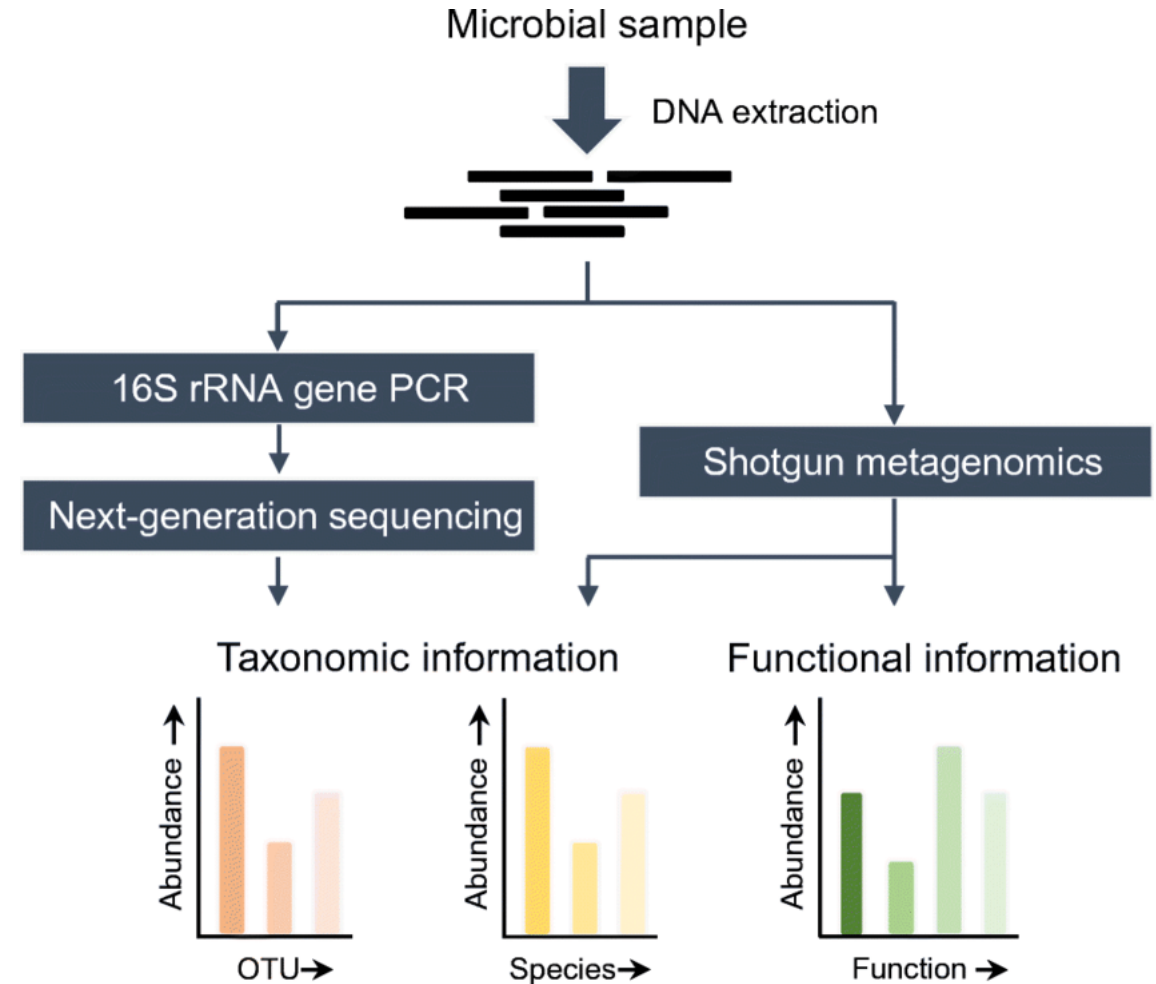 Microbial sample
DNA extraction
16S rRNA gene PCR
Shotgun metagenomics
Next-generation sequencing
Taxonomic information
Functional information
Abundance
Abundance
Abundance
OTU
Species
Function